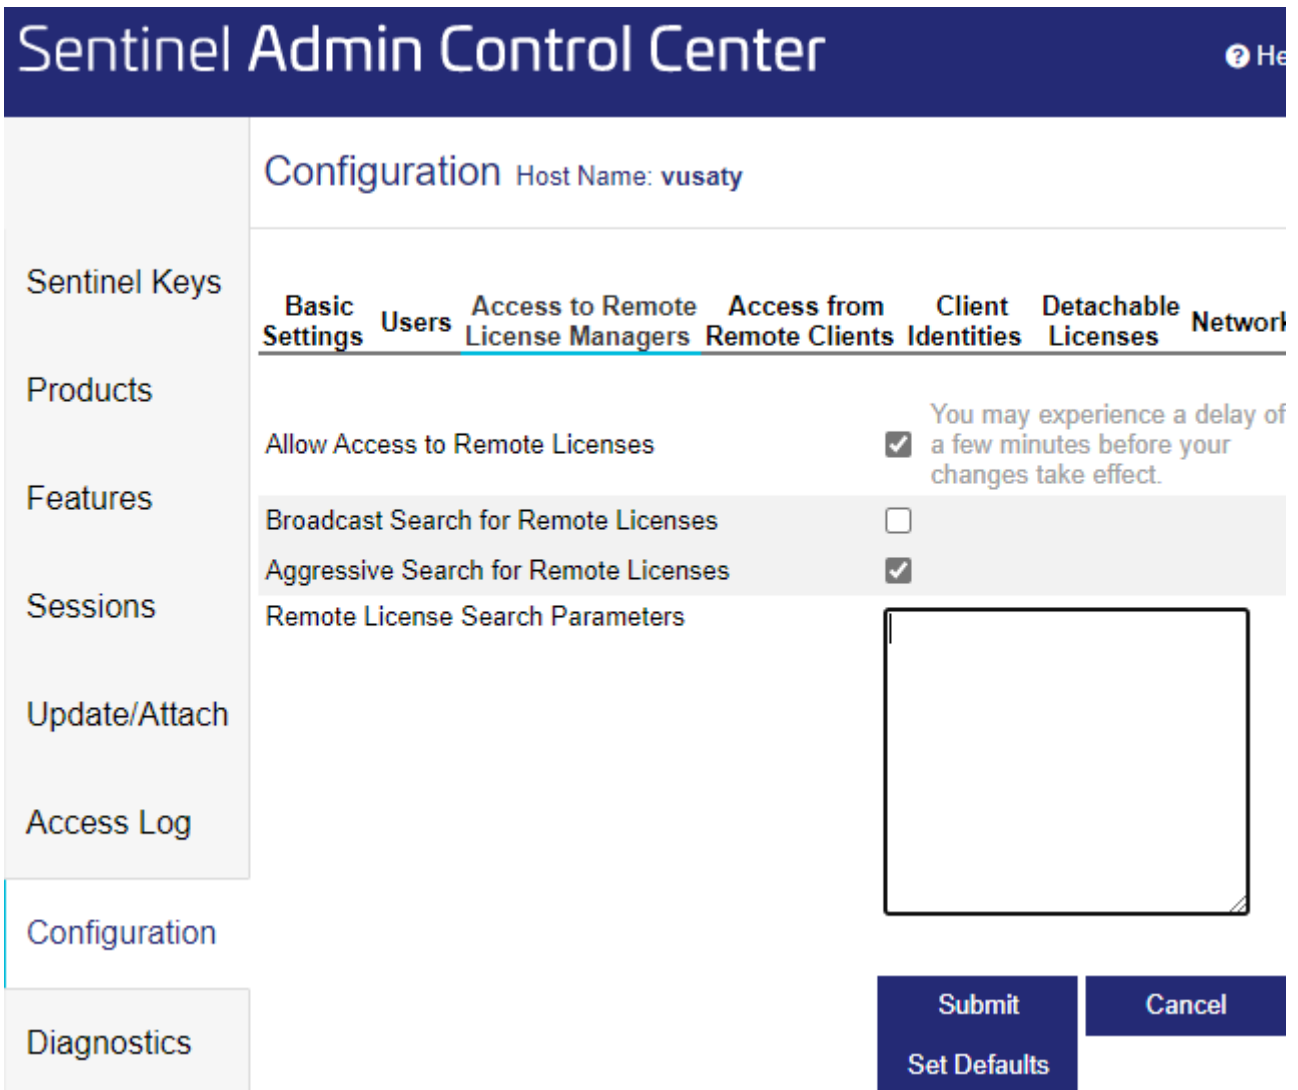 Sentinel Admin Control Center
He
Configuration Host Name: vusaty
Sentinel Keys
Products
Features
Sessions
Update/Attach
Access Log
Configuration
Diagnostics
Basic Settings
Users
Access to Remote License Managers
Access from Remote Clients
Client Identities
Detachable Licenses
Network
Allow Access to Remote Licenses
You may experience a delay of
a few minutes before your
changes take effect.
Broadcast Search for Remote Licenses
Aggressive Search for Remote Licenses
Remote License Search Parameters
Submit
Cancel
Set Defaults